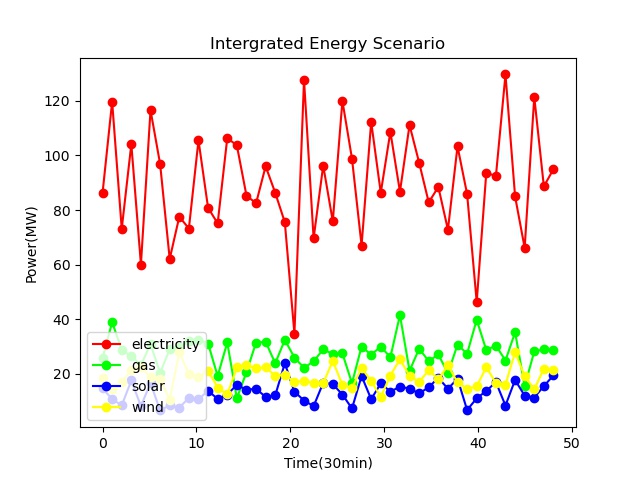 Intergrated Energy Scenario
Power(MW)
120
100
80
60
40
20
electricity
gas
solar
wind
0
10
20
30
40
50
Time(30min)